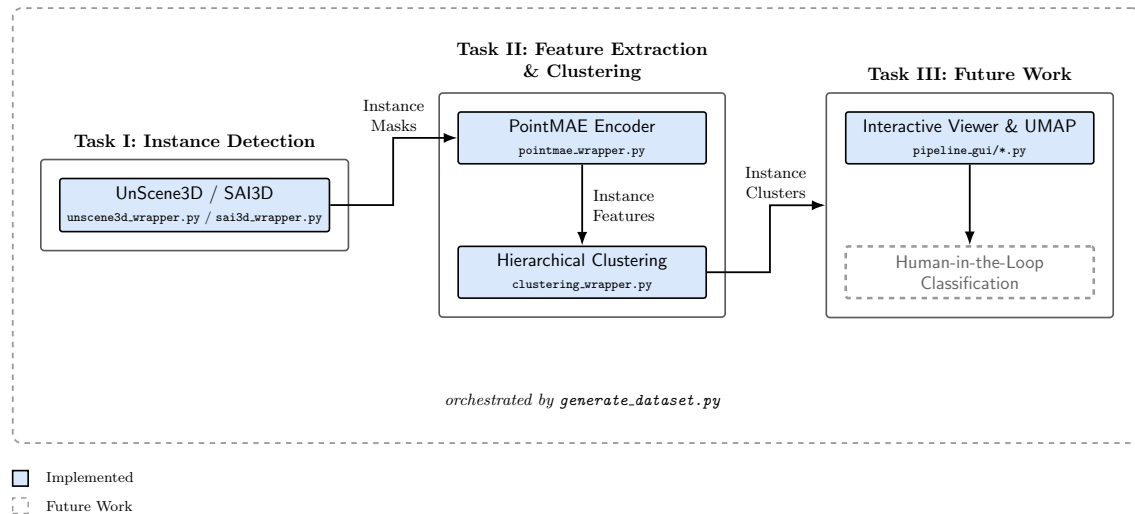 Task I: Instance Detection
UnScene3D / SAI3D
unscene3d_wrapper.py / sai3d_wrapper.py
Instance
Masks
Task II: Feature Extraction
& Clustering
PointMAE Encoder
pointmae_wrapper.py
Instance
Features
Hierarchical Clustering
clustering_wrapper.py
Instance
Clusters
Task III: Future Work
Interactive Viewer & UMAP
pipeline_gui/*.py
Human-in-the-Loop
Classification
orchestrated by generate_dataset.py
Implemented
Future Work